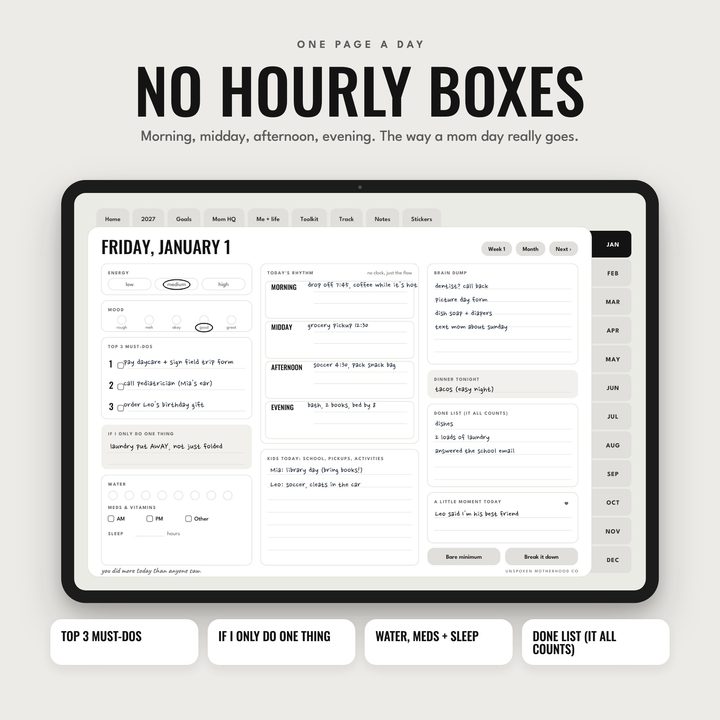 ONE PAGE A DAY
NO HOURLY BOXES
Morning, midday, afternoon, evening. The way a mom day really goes.
Home 2027 Goals Mom HQ Me + life Toolkit Track Notes Stickers
FRIDAY, JANUARY 1
Week 1 Month Next ›
ENERGY
low medium high
MOOD
rough meh okay good great
TOP 3 MUST-DOS
1 pay daycare + sign field trip form
2 call pediatrician (Mia's ear)
3 order Leo's birthday gift
IF I ONLY DO ONE THING
laundry put AWAY, not just folded
WATER
MEDS & VITAMINS
AM PM Other
SLEEP hours
you did more today than anyone saw.
TODAY'S RHYTHM no clock, just the flow
MORNING drop off 7:45, coffee while it's hot
MIDDAY grocery pickup 12:30
AFTERNOON soccer 4:30, pack snack bag
EVENING bath, 2 books, bed by 8
KIDS TODAY: SCHOOL, PICKUPS, ACTIVITIES
Mia: library day (bring books!)
Leo: soccer, cleats in the car
BRAIN DUMP
dentist? call back
picture day form
dish soap + diapers
text mom about sunday
DINNER TONIGHT
tacos (easy night)
DONE LIST (IT ALL COUNTS)
dishes
2 loads of laundry
answered the school email
A LITTLE MOMENT TODAY
Leo said I'm his best friend
Bare minimum Break it down
UNSPOKEN MOTHERHOOD CO
JAN
FEB
MAR
APR
MAY
JUN
JUL
AUG
SEP
OCT
NOV
DEC
TOP 3 MUST-DOS
IF I ONLY DO ONE THING
WATER, MEDS + SLEEP
DONE LIST (IT ALL
COUNTS)